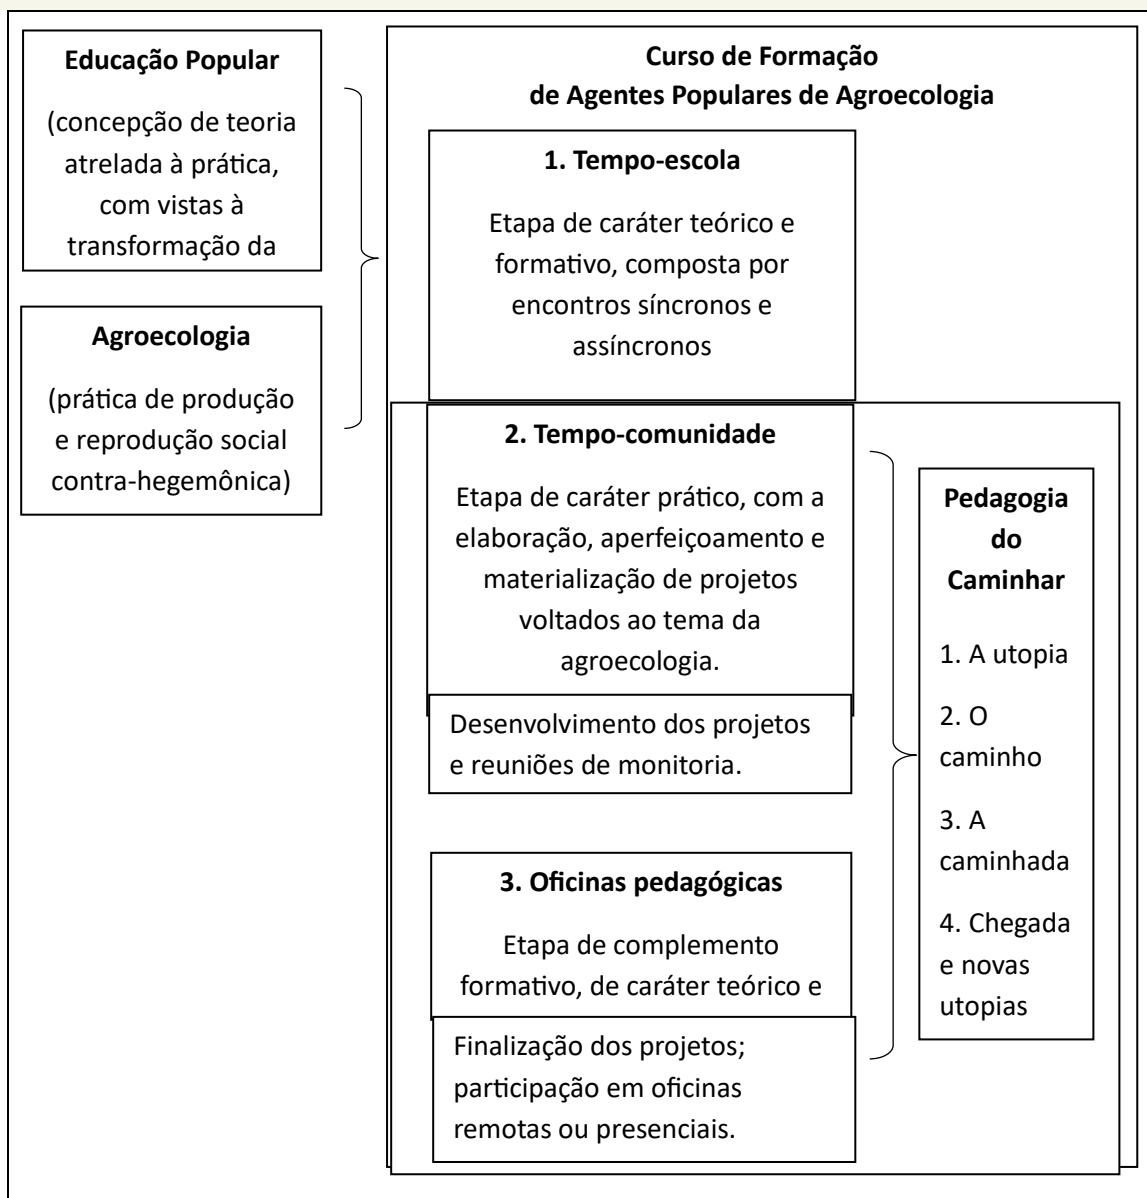 Educação Popular
(concepção de teoria
atrelada à prática,
com vistas à
transformação da
Agroecologia
(prática de produção
e reprodução social
contra-hegemônica)
Curso de Formação
de Agentes Populares de Agroecologia
1. Tempo-escola
Etapa de caráter teórico e
formativo, composta por
encontros síncronos e
assíncronos
2. Tempo-comunidade
Etapa de caráter prático, com a
elaboração, aperfeiçoamento e
materialização de projetos
voltados ao tema da
agroecologia.
Desenvolvimento dos projetos
e reuniões de monitoria.
3. Oficinas pedagógicas
Etapa de complemento
formativo, de caráter teórico e
Finalização dos projetos;
participação em oficinas
remotas ou presenciais.
Pedagogia
do
Caminhar
1. A utopia
2. O
caminho
3. A
caminhada
4. Chegada
e novas
utopias